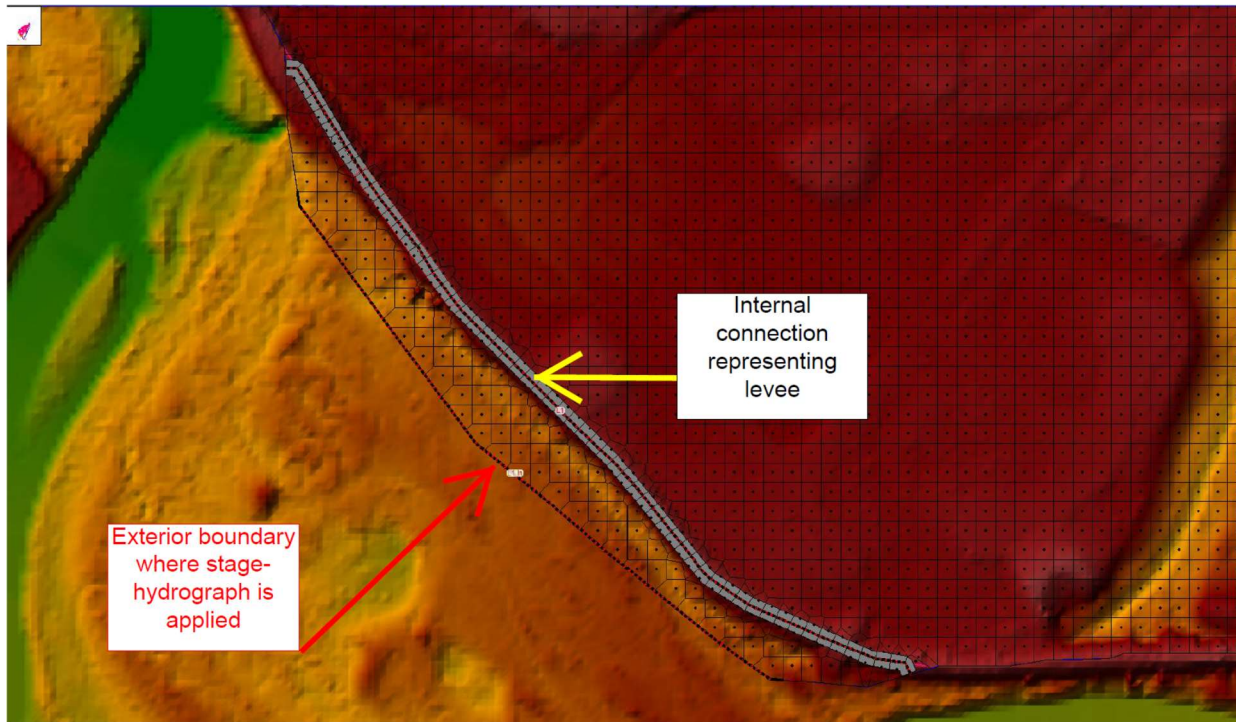 Internal
connection
representing
levee
Exterior boundary
where stage-
hydrograph is
applied